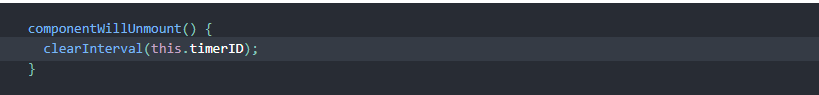 componentWillUnmount() {
clearInterval(this.timerID);
}